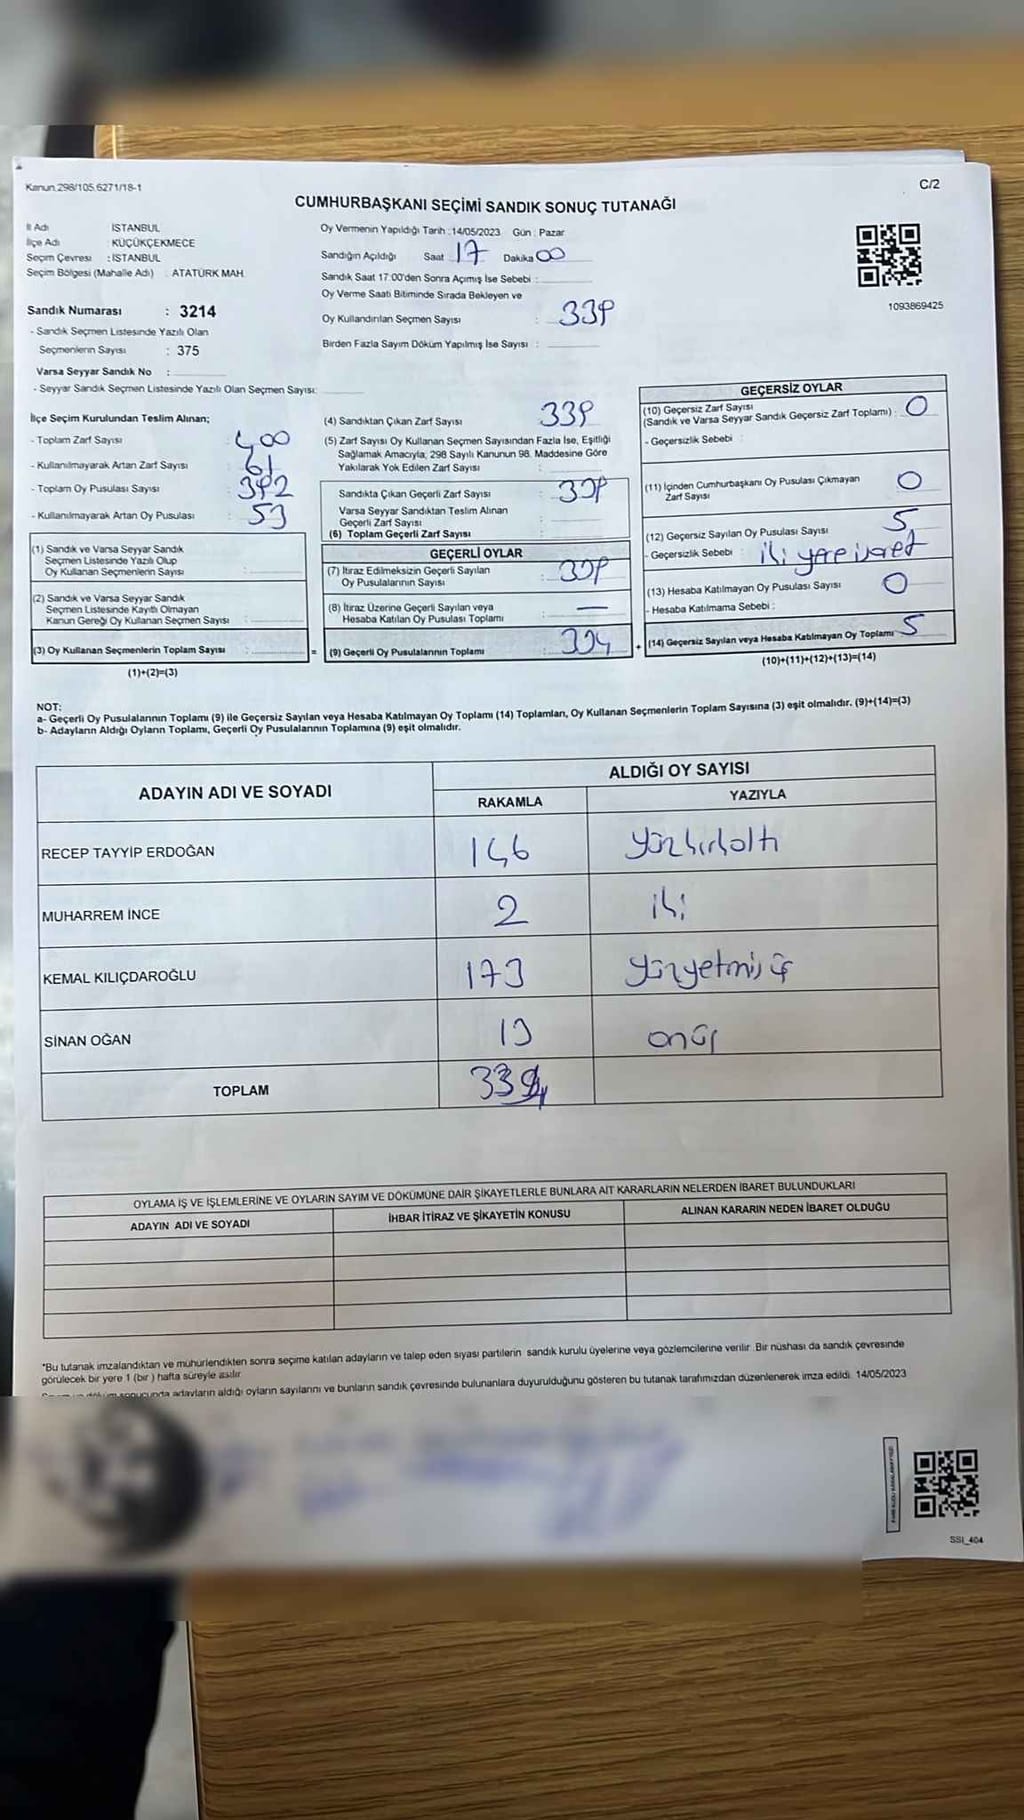 Kanun.298/105.6271/18-1
C/2
CUMHURBAŞKANI SEÇİMİ SANDIK SONUÇ TUTANAĞI
İl Adı İSTANBUL
İlçe Adı : KÜÇÜKÇEKMECE
Seçim Çevresi : İSTANBUL
Seçim Bölgesi (Mahalle Adı) : ATATÜRK MAH.
Sandık Numarası : 3214
- Sandık Seçmen Listesinde Yazılı Olan
Seçmenlerin Sayısı : 375
Varsa Seyyar Sandık No :
- Seyyar Sandık Seçmen Listesinde Yazılı Olan Seçmen Sayısı:
Oy Vermenin Yapıldığı Tarih : 14/05/2023 Gün : Pazar
Sandığın Açıldığı Saat 17 Dakika 00
Sandık Saat 17:00'den Sonra Açımış İse Sebebi :
Oy Verme Saati Bitiminde Sırada Bekleyen ve
Oy Kullandırılan Seçmen Sayısı : 339
Birden Fazla Sayım Döküm Yapılmış İse Sayısı :
1093869425
İlçe Seçim Kurulundan Teslim Alınan;
- Toplam Zarf Sayısı : 400
- Kullanılmayarak Artan Zarf Sayısı : 61
- Toplam Oy Pusulası Sayısı : 392
- Kullanılmayarak Artan Oy Pusulası : 53
(1) Sandık ve Varsa Seyyar Sandık
Seçmen Listesinde Yazılı Olup
Oy Kullanan Seçmenlerin Sayısı :
(2) Sandık ve Varsa Seyyar Sandık
Seçmen Listesinde Kayıtlı Olmayan
Kanun Gereği Oy Kullanan Seçmen Sayısı :
(3) Oy Kullanan Seçmenlerin Toplam Sayısı :
(1)+(2)=(3)
(4) Sandıktan Çıkan Zarf Sayısı : 339
(5) Zarf Sayısı Oy Kullanan Seçmen Sayısından Fazla İse, Eşitliği
Sağlamak Amacıyla; 298 Sayılı Kanunun 98. Maddesine Göre
Yakılarak Yok Edilen Zarf Sayısı :
Sandıkta Çıkan Geçerli Zarf Sayısı : 339
Varsa Seyyar Sandıktan Teslim Alınan
Geçerli Zarf Sayısı :
(6) Toplam Geçerli Zarf Sayısı :
GEÇERLİ OYLAR
(7) İtiraz Edilmeksizin Geçerli Sayılan
Oy Pusulalarının Sayısı : 339
(8) İtiraz Üzerine Geçerli Sayılan veya
Hesaba Katılan Oy Pusulası Toplamı : —
= (9) Geçerli Oy Pusulalarının Toplamı : 334
GEÇERSİZ OYLAR
(10) Geçersiz Zarf Sayısı
(Sandık ve Varsa Seyyar Sandık Geçersiz Zarf Toplamı) : 0
- Geçersizlik Sebebi :
(11) İçinden Cumhurbaşkanı Oy Pusulası Çıkmayan
Zarf Sayısı : 0
(12) Geçersiz Sayılan Oy Pusulası Sayısı : 5
- Geçersizlik Sebebi : iki yere işaret
(13) Hesaba Katılmayan Oy Pusulası Sayısı : 0
- Hesaba Katılmama Sebebi :
+ (14) Geçersiz Sayılan veya Hesaba Katılmayan Oy Toplamı : 5
(10)+(11)+(12)+(13)=(14)
NOT:
a- Geçerli Oy Pusulalarının Toplamı (9) ile Geçersiz Sayılan veya Hesaba Katılmayan Oy Toplamı (14) Toplamları, Oy Kullanan Seçmenlerin Toplam Sayısına (3) eşit olmalıdır. (9)+(14)=(3)
b- Adayların Aldığı Oyların Toplamı, Geçerli Oy Pusulalarının Toplamına (9) eşit olmalıdır.
ADAYIN ADI VE SOYADI
ALDIĞI OY SAYISI
RAKAMLA YAZIYLA
RECEP TAYYİP ERDOĞAN 146 yüzkırkaltı
MUHARREM İNCE 2 iki
KEMAL KILIÇDAROĞLU 173 yüzyetmiş üç
SİNAN OĞAN 13 onüç
TOPLAM 334
OYLAMA İŞ VE İŞLEMLERİNE VE OYLARIN SAYIM VE DÖKÜMÜNE DAİR ŞİKAYETLERLE BUNLARA AİT KARARLARIN NELERDEN İBARET BULUNDUKLARI
ADAYIN ADI VE SOYADI İHBAR İTİRAZ VE ŞİKAYETİN KONUSU ALINAN KARARIN NEDEN İBARET OLDUĞU
*Bu tutanak imzalandıktan ve mühürlendikten sonra seçime katılan adayların ve talep eden siyasi partilerin sandık kurulu üyelerine veya gözlemcilerine verilir. Bir nüshası da sandık çevresinde
görülecek bir yere 1 (bir) hafta süreyle asılır.
adayların aldığı oyların sayılarını ve bunların sandık çevresinde bulunanlara duyurulduğunu gösteren bu tutanak tarafımızdan düzenlenerek imza edildi. 14/05/2023
SSI_404